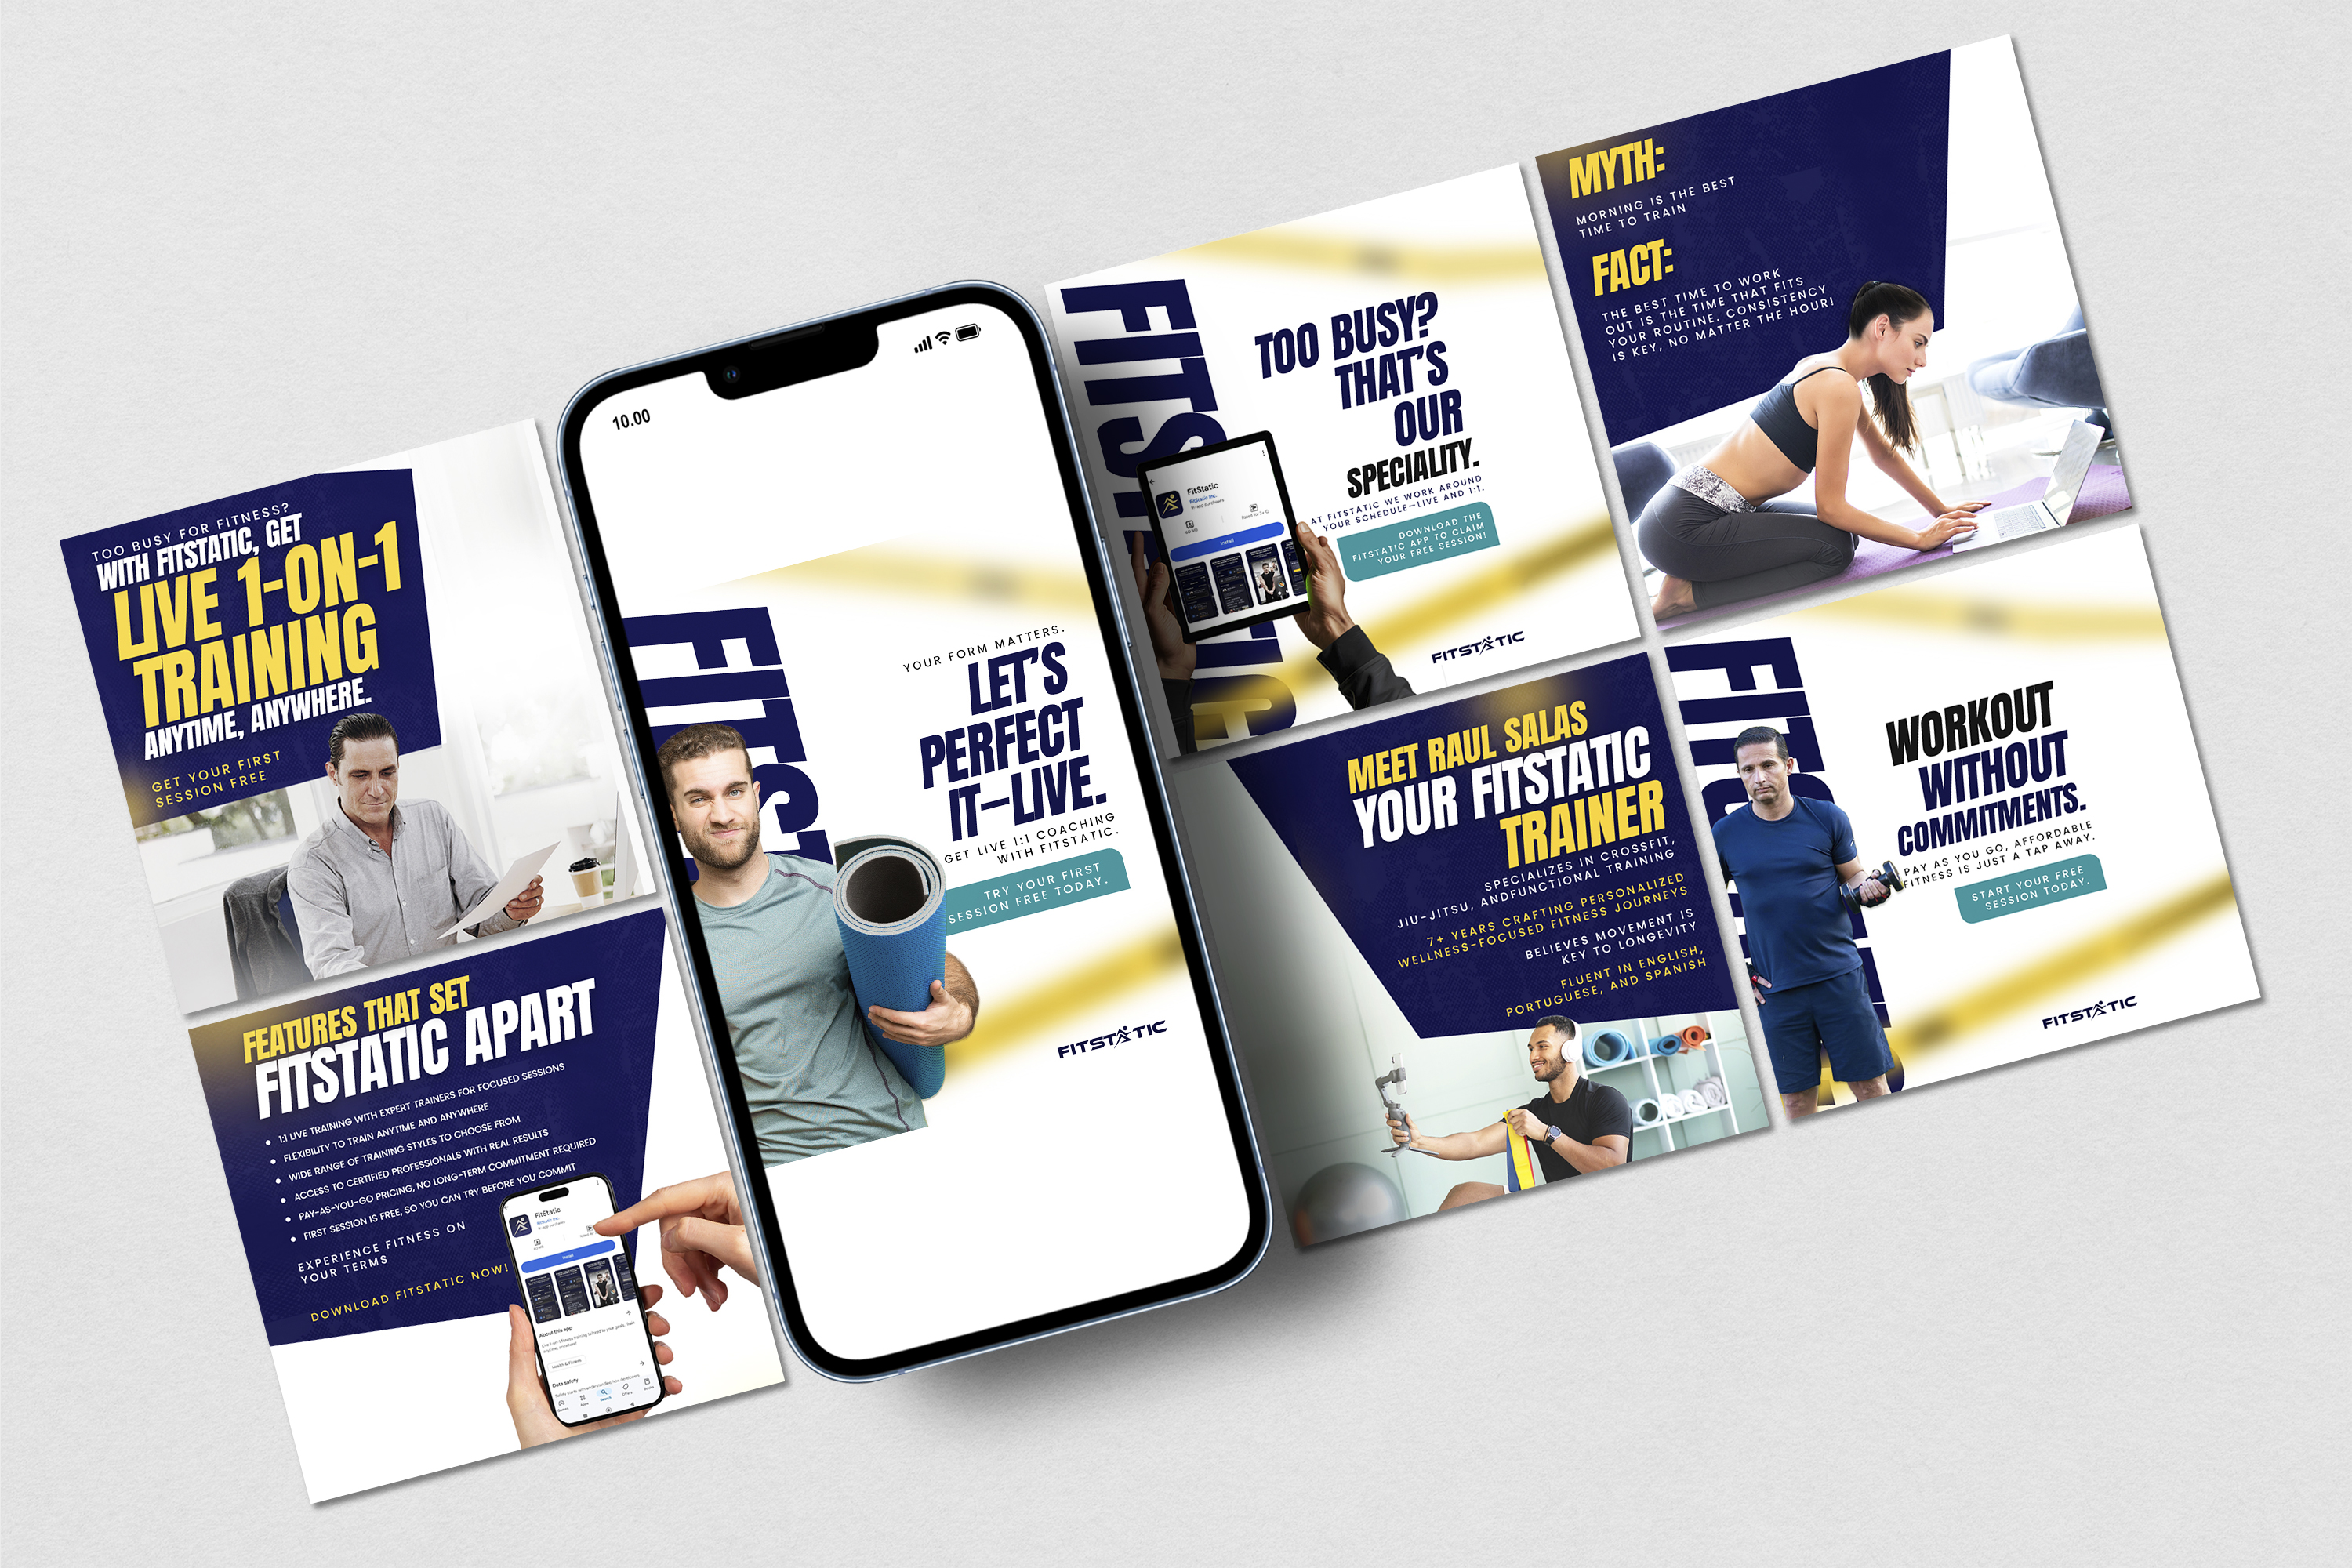 TOO BUSY FOR FITNESS?
WITH FITSTATIC, GET
LIVE 1-ON-1
TRAINING
ANYTIME, ANYWHERE.
GET YOUR FIRST
SESSION FREE
FEATURES THAT SET
FITSTATIC APART
1:1 LIVE TRAINING WITH EXPERT TRAINERS FOR FOCUSED SESSIONS
FLEXIBILITY TO TRAIN ANYTIME AND ANYWHERE
WIDE RANGE OF TRAINING STYLES TO CHOOSE FROM
ACCESS TO CERTIFIED PROFESSIONALS WITH REAL RESULTS
PAY-AS-YOU-GO PRICING, NO LONG-TERM COMMITMENT REQUIRED
FIRST SESSION IS FREE, SO YOU CAN TRY BEFORE YOU COMMIT
EXPERIENCE FITNESS ON
YOUR TERMS
DOWNLOAD FITSTATIC NOW!
FitStatic
FitStatic Inc.
Install
About this app
Health & Fitness
Data safety
10.00
FITST
YOUR FORM MATTERS.
LET'S
PERFECT
IT—LIVE.
GET LIVE 1:1 COACHING
WITH FITSTATIC.
TRY YOUR FIRST
SESSION FREE TODAY.
FITSTATIC
FITST
TOO BUSY?
THAT'S
OUR
SPECIALITY.
AT FITSTATIC WE WORK AROUND
YOUR SCHEDULE—LIVE AND 1:1.
DOWNLOAD THE
FITSTATIC APP TO CLAIM
YOUR FREE SESSION!
FitStatic
FitStatic Inc.
In-app purchases
Install
FITSTATIC
MEET RAUL SALAS
YOUR FITSTATIC
TRAINER
SPECIALIZES IN CROSSFIT,
JIU-JITSU, ANDFUNCTIONAL TRAINING
7+ YEARS CRAFTING PERSONALIZED
WELLNESS-FOCUSED FITNESS JOURNEYS
BELIEVES MOVEMENT IS
KEY TO LONGEVITY
FLUENT IN ENGLISH,
PORTUGUESE, AND SPANISH
MYTH:
MORNING IS THE BEST
TIME TO TRAIN
FACT:
THE BEST TIME TO WORK
OUT IS THE TIME THAT FITS
YOUR ROUTINE. CONSISTENCY
IS KEY, NO MATTER THE HOUR!
WORKOUT
WITHOUT
COMMITMENTS.
PAY AS YOU GO, AFFORDABLE
FITNESS IS JUST A TAP AWAY.
START YOUR FREE
SESSION TODAY.
FITSTATIC